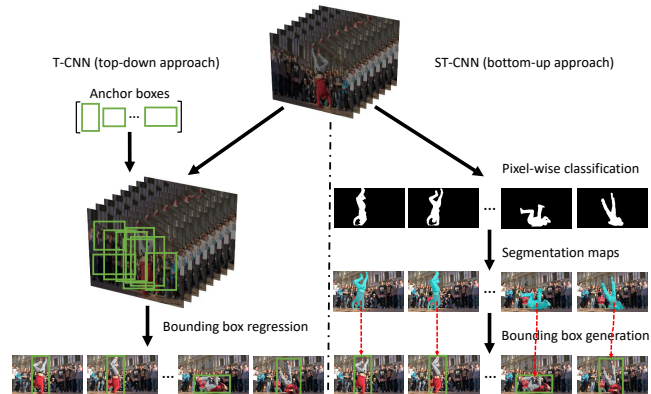 T-CNN (top-down approach)
ST-CNN (bottom-up approach)
Anchor boxes
...
Pixel-wise classification
...
Segmentation maps
...
Bounding box regression
Bounding box generation
...
...